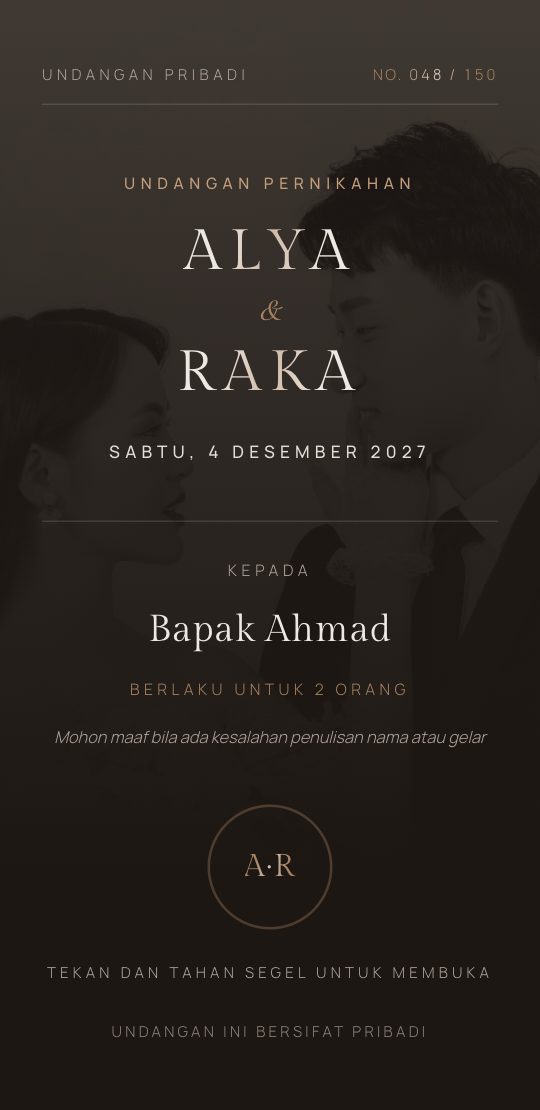 UNDANGAN PRIBADI
NO. 048 / 150
UNDANGAN PERNIKAHAN
ALYA
&
RAKA
SABTU, 4 DESEMBER 2027
KEPADA
Bapak Ahmad
BERLAKU UNTUK 2 ORANG
Mohon maaf bila ada kesalahan penulisan nama atau gelar
A·R
TEKAN DAN TAHAN SEGEL UNTUK MEMBUKA
UNDANGAN INI BERSIFAT PRIBADI